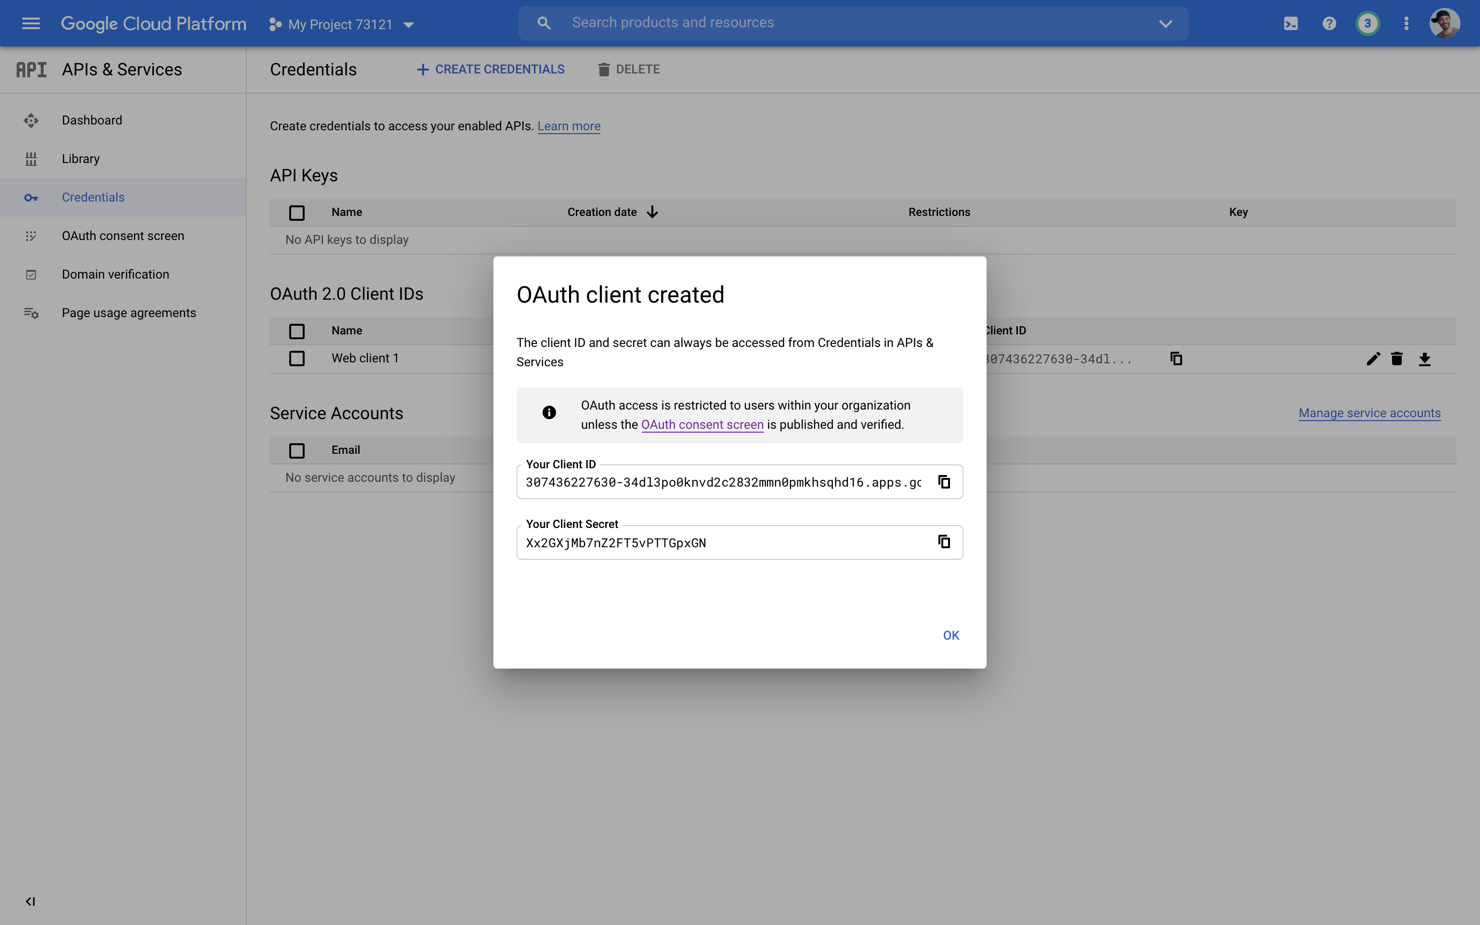 Google Cloud Platform
My Project 73121
Search products and resources
3
API
APIs & Services
Credentials
CREATE CREDENTIALS
DELETE
Dashboard
Library
Credentials
OAuth consent screen
Domain verification
Page usage agreements
Create credentials to access your enabled APIs. Learn more
API Keys
Name Creation date Restrictions Key
No API keys to display
OAuth 2.0 Client IDs
Name Client ID
Web client 1 307436227630-34dl...
Service Accounts
Manage service accounts
Email
No service accounts to display
OAuth client created
The client ID and secret can always be accessed from Credentials in APIs &
Services
OAuth access is restricted to users within your organization
unless the OAuth consent screen is published and verified.
Your Client ID
307436227630-34dl3po0knvd2c2832mmn0pmkhsqhd16.apps.gc
Your Client Secret
Xx2GXjMb7nZ2FT5vPTTGpxGN
OK